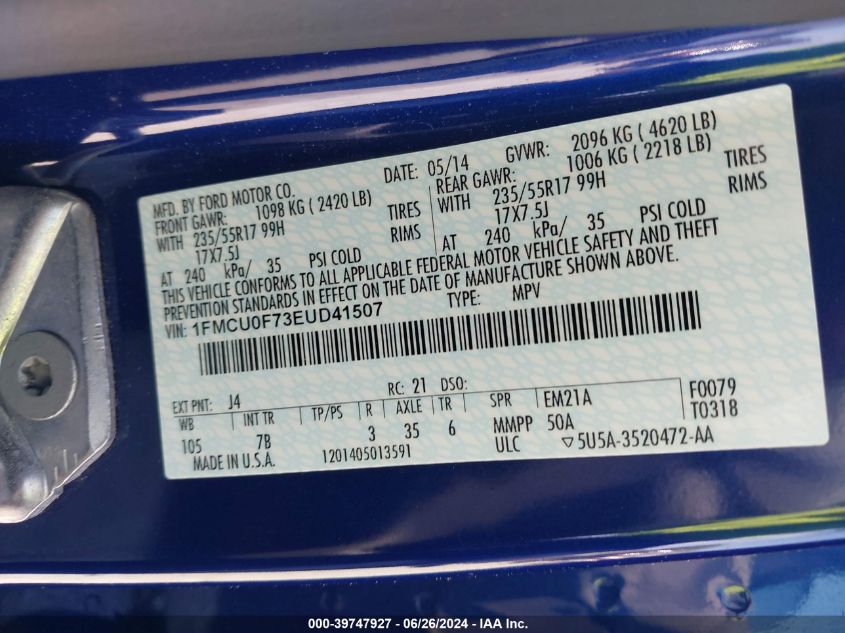 MFD. BY FORD MOTOR CO.
DATE: 05/14 GVWR: 2096 KG ( 4620 LB)
FRONT GAWR: 1098 KG ( 2420 LB)
REAR GAWR: 1006 KG ( 2218 LB)
WITH 235/55R17 99H TIRES
WITH 235/55R17 99H TIRES
17X7.5J RIMS
17X7.5J RIMS
AT 240 kPa/ 35 PSI COLD
AT 240 kPa/ 35 PSI COLD
THIS VEHICLE CONFORMS TO ALL APPLICABLE FEDERAL MOTOR VEHICLE SAFETY AND THEFT
PREVENTION STANDARDS IN EFFECT ON THE DATE OF MANUFACTURE SHOWN ABOVE.
VIN: 1FMCU0F73EUD41507 TYPE: MPV
EXT PNT: J4 RC: 21 DSO:
WB INT TR TP/PS R AXLE TR SPR EM21A F0079
105 7B 3 35 6 MMPP 50A T0318
MADE IN U.S.A. 1201405013591 ULC ▽5U5A-3520472-AA
000-39747927 - 06/26/2024 - IAA Inc.